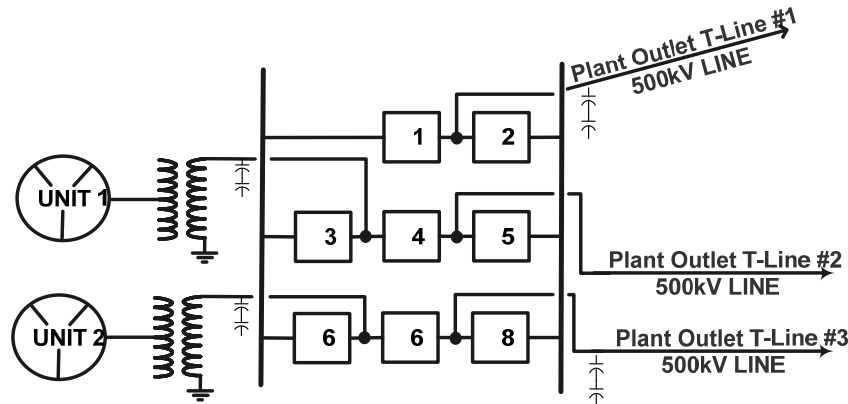 Plant Outlet T-Line #1
500kV LINE
1
2
UNIT 1
3
4
5
Plant Outlet T-Line #2
500kV LINE
UNIT 2
6
6
8
Plant Outlet T-Line #3
500kV LINE